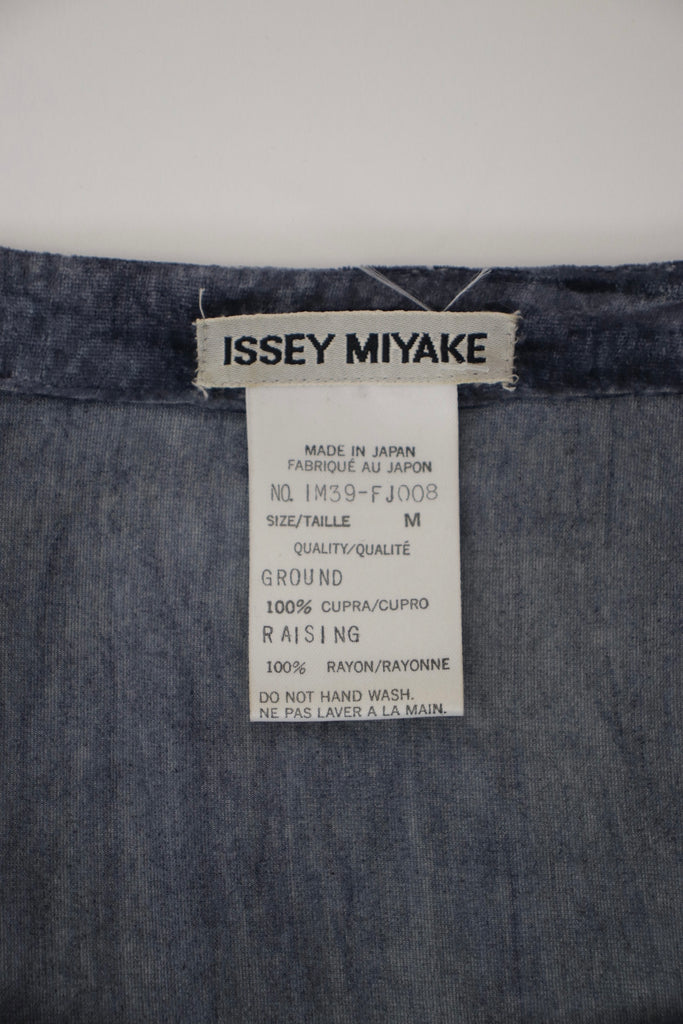 ISSEY MIYAKE
MADE IN JAPAN
FABRIQUÉ AU JAPON
NO. IM39-FJ008
SIZE/TAILLE M
QUALITY/QUALITÉ
GROUND
100% CUPRA/CUPRO
RAISING
100% RAYON/RAYONNE
DO NOT HAND WASH.
NE PAS LAVER A LA MAIN.